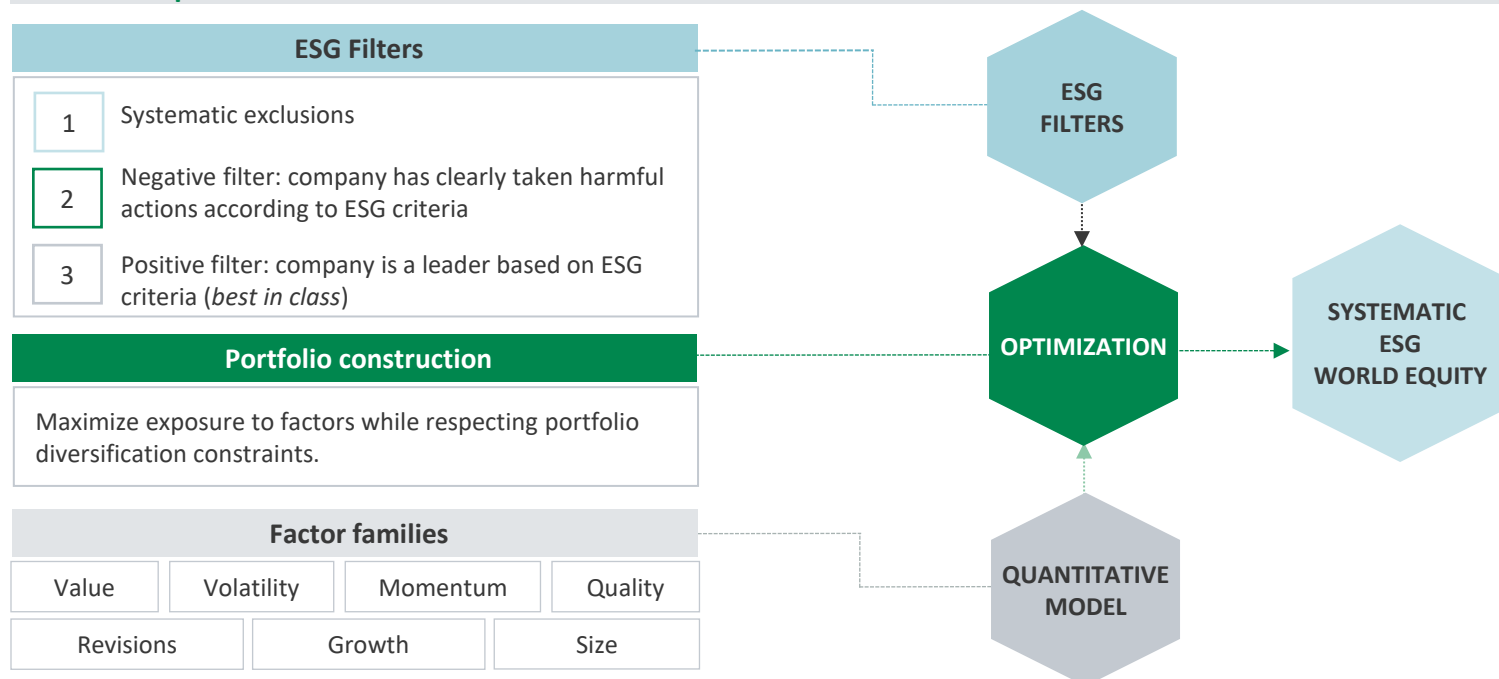 ESG Filters
1
Systematic exclusions
2
Negative filter: company has clearly taken harmful
actions according to ESG criteria
3
Positive filter: company is a leader based on ESG
criteria (best in class)
Portfolio construction
Maximize exposure to factors while respecting portfolio
diversification constraints.
Factor families
Value
Volatility
Momentum
Quality
Revisions
Growth
Size
ESG
FILTERS
OPTIMIZATION
SYSTEMATIC
ESG
WORLD EQUITY
QUANTITATIVE
MODEL